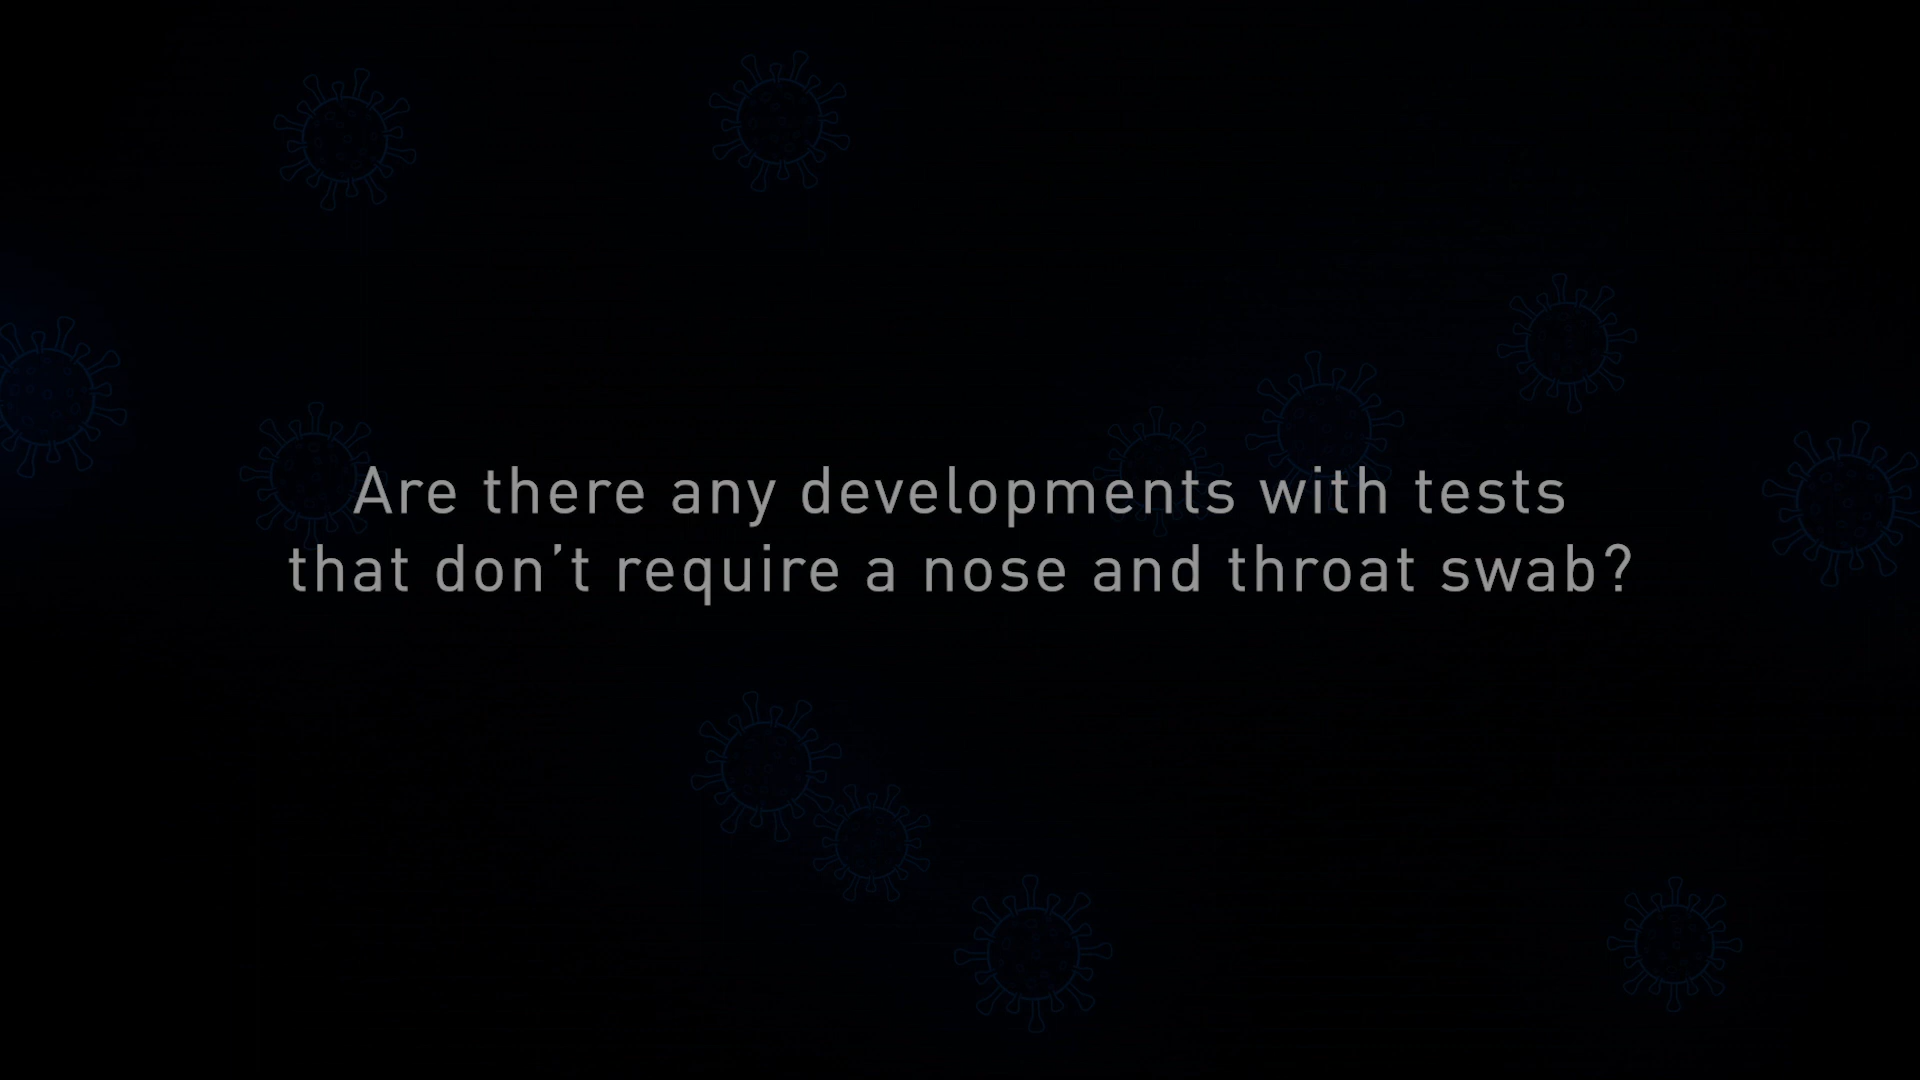 Are there any developments with tests
that don’t require a nose and throat swab?